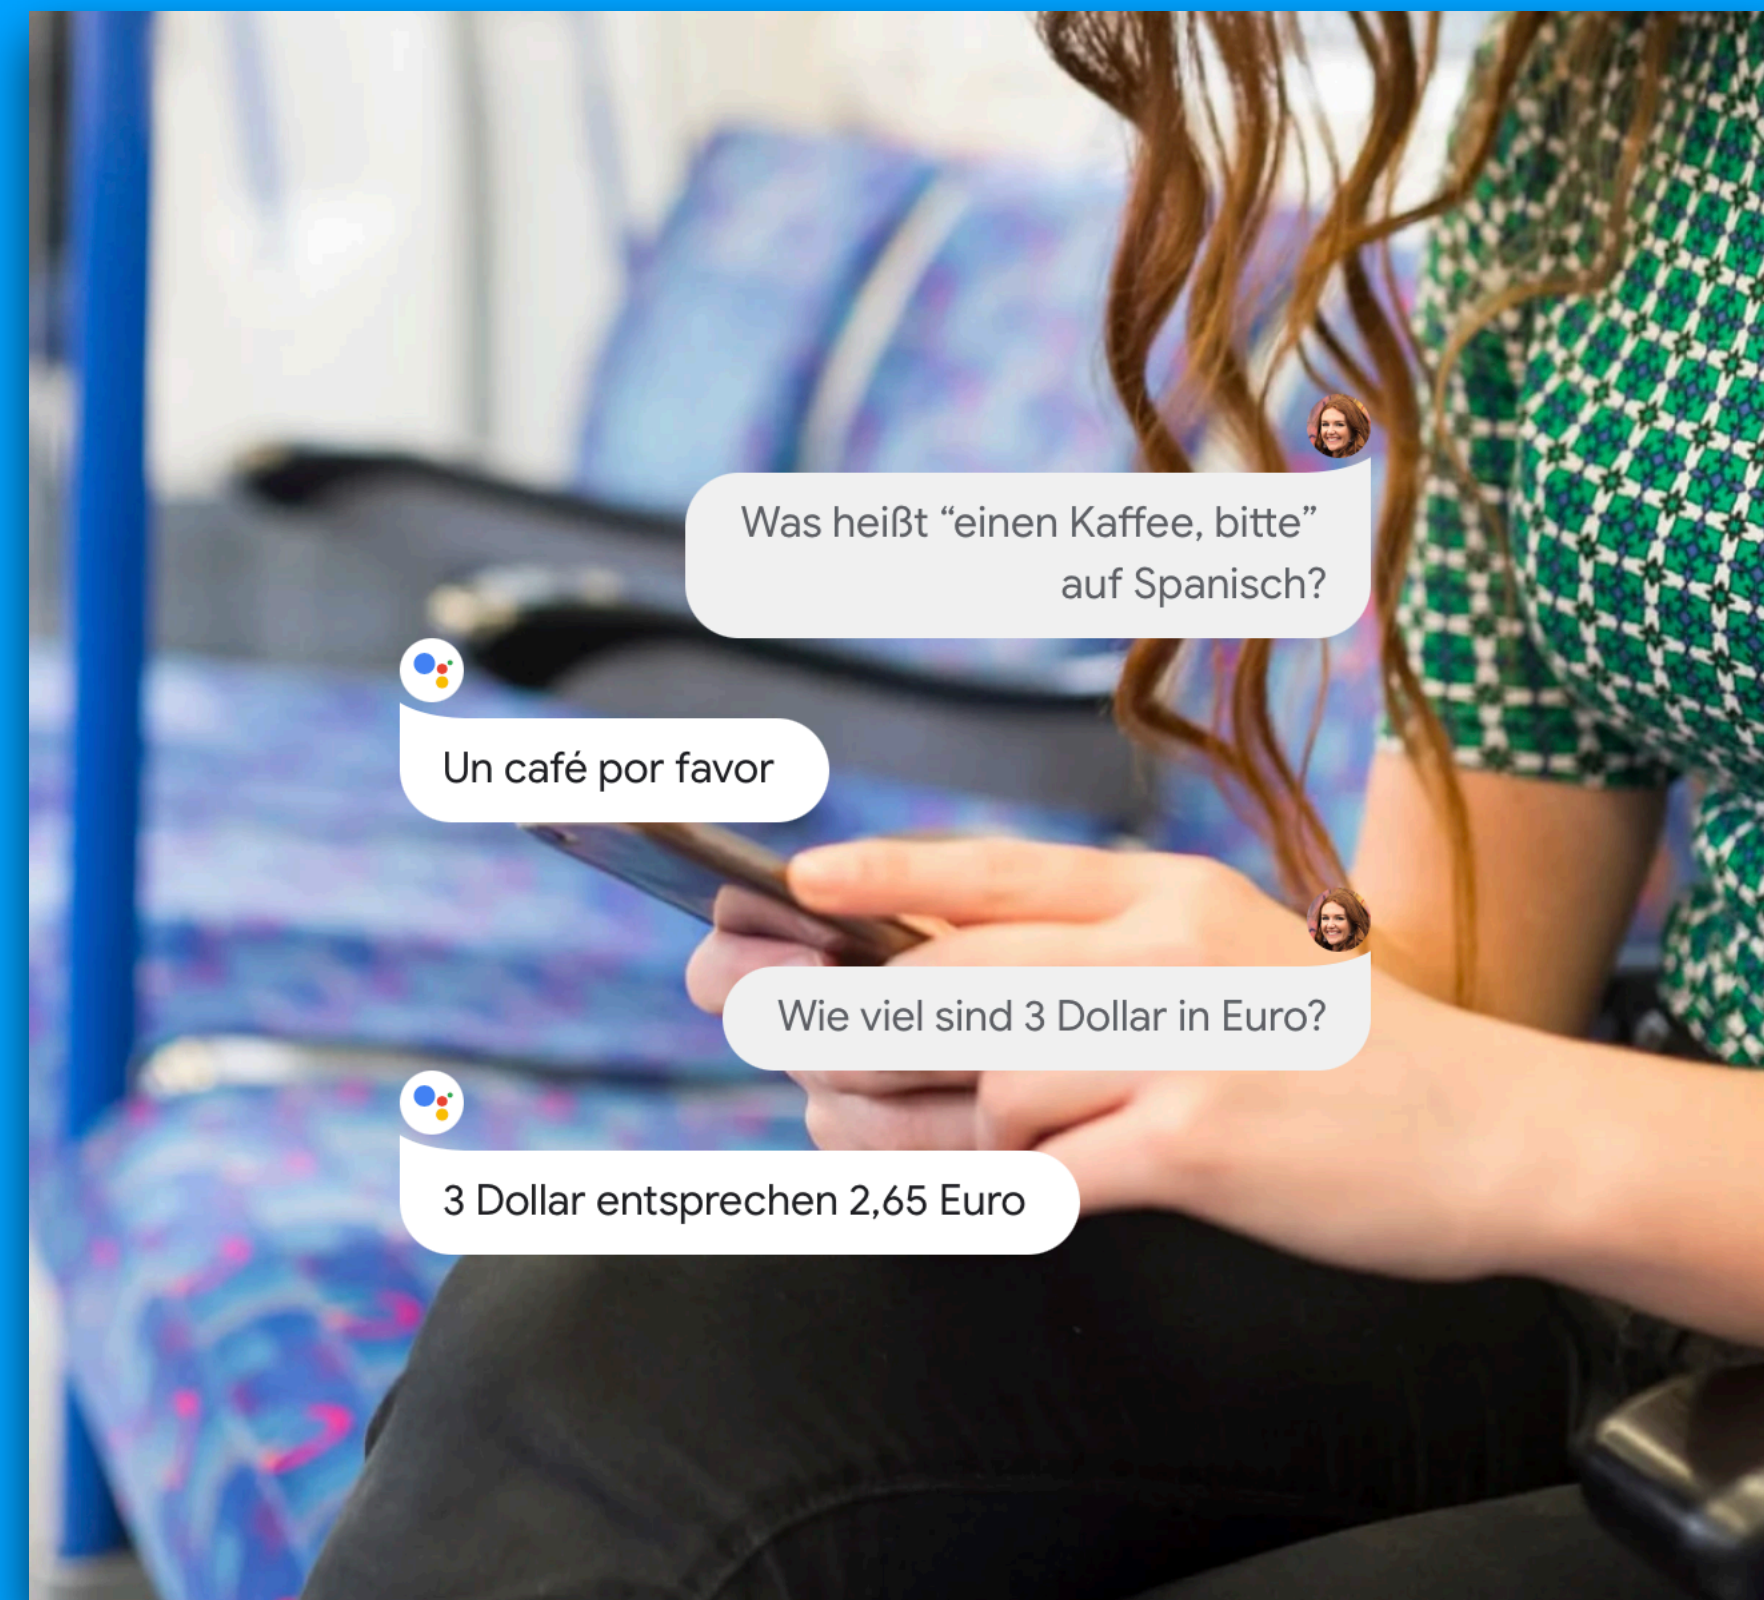 Was heißt “einen Kaffee, bitte”
auf Spanisch?
Un café por favor
Wie viel sind 3 Dollar in Euro?
3 Dollar entsprechen 2,65 Euro